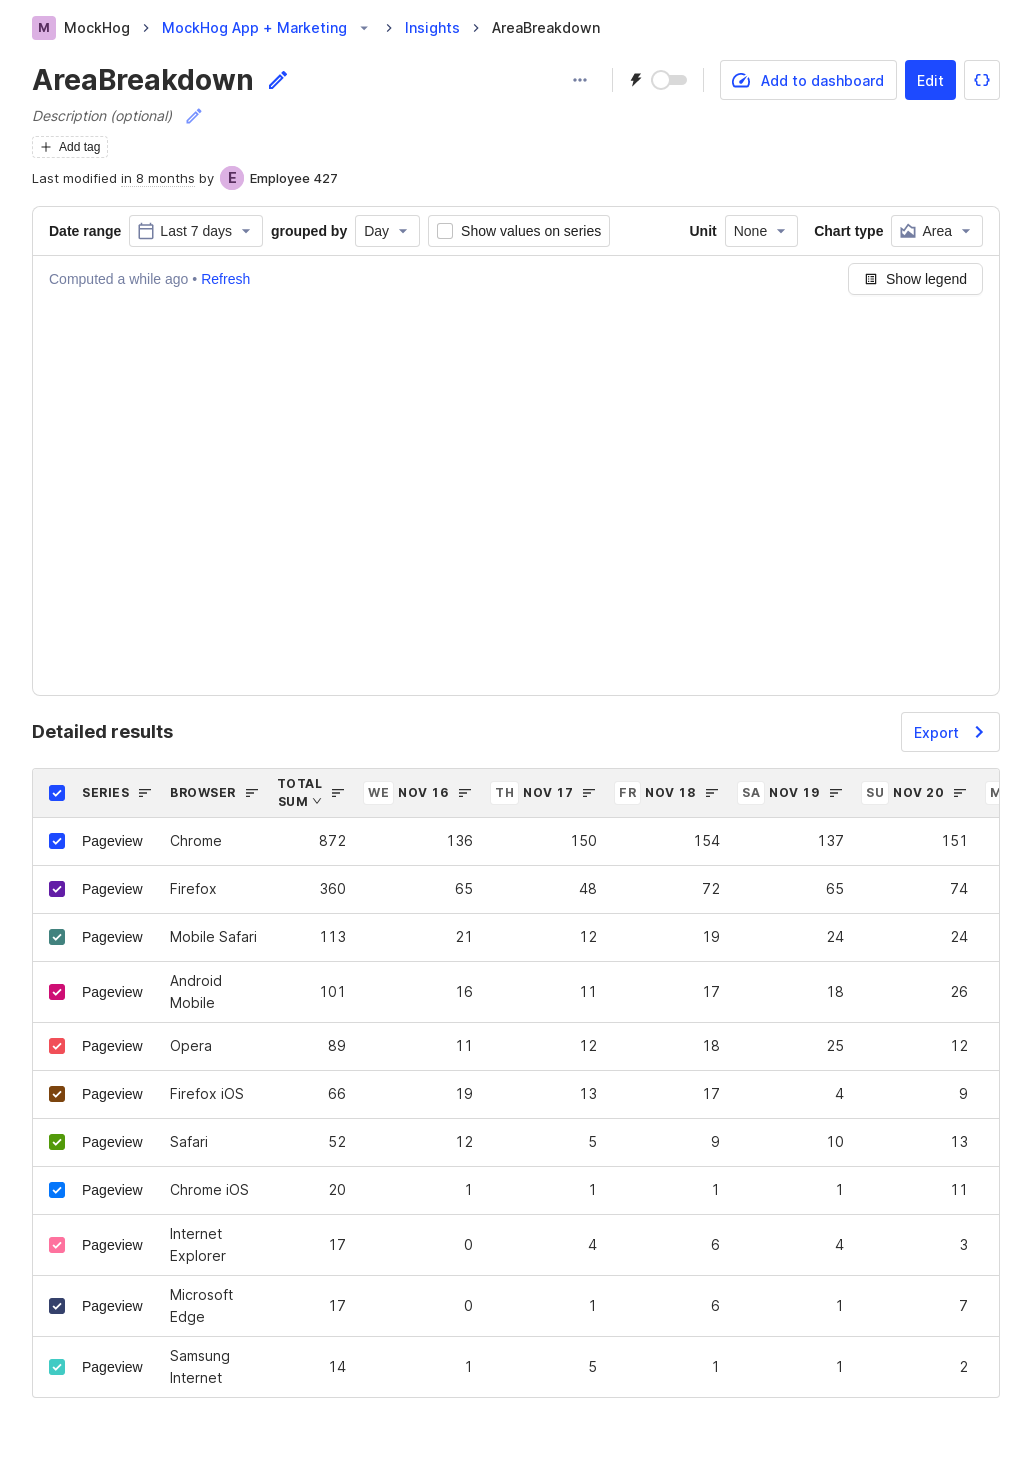 M MockHog MockHog App + Marketing Insights AreaBreakdown
AreaBreakdown
Add to dashboard Edit
Description (optional)
Add tag
Last modified in 8 months by E Employee 427
Date range Last 7 days grouped by Day Show values on series Unit None Chart type Area
Computed a while ago • Refresh Show legend
Detailed results Export
SERIES BROWSER TOTAL SUM WE NOV 16 TH NOV 17 FR NOV 18 SA NOV 19 SU NOV 20
Pageview Chrome 872 136 150 154 137 151
Pageview Firefox 360 65 48 72 65 74
Pageview Mobile Safari 113 21 12 19 24 24
Pageview Android Mobile 101 16 11 17 18 26
Pageview Opera 89 11 12 18 25 12
Pageview Firefox iOS 66 19 13 17 4 9
Pageview Safari 52 12 5 9 10 13
Pageview Chrome iOS 20 1 1 1 1 11
Pageview Internet Explorer 17 0 4 6 4 3
Pageview Microsoft Edge 17 0 1 6 1 7
Pageview Samsung Internet 14 1 5 1 1 2